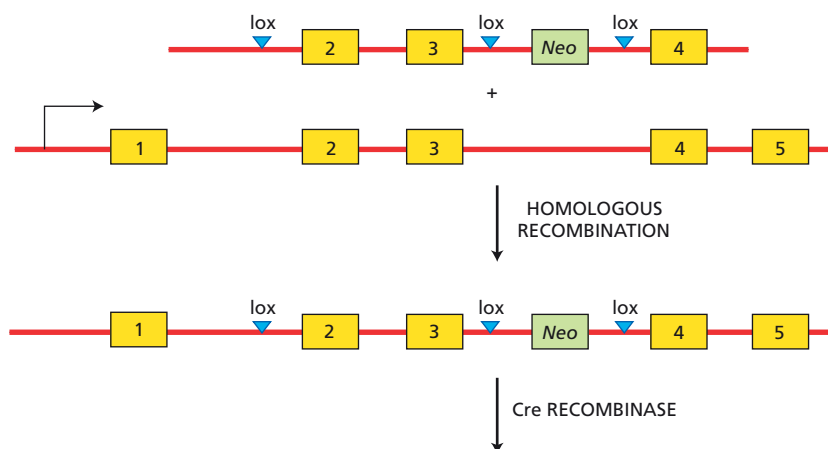 lox lox lox
2 3 Neo 4
+
1 2 3 4 5
HOMOLOGOUS
RECOMBINATION
lox lox lox
1 2 3 Neo 4 5
Cre RECOMBINASE